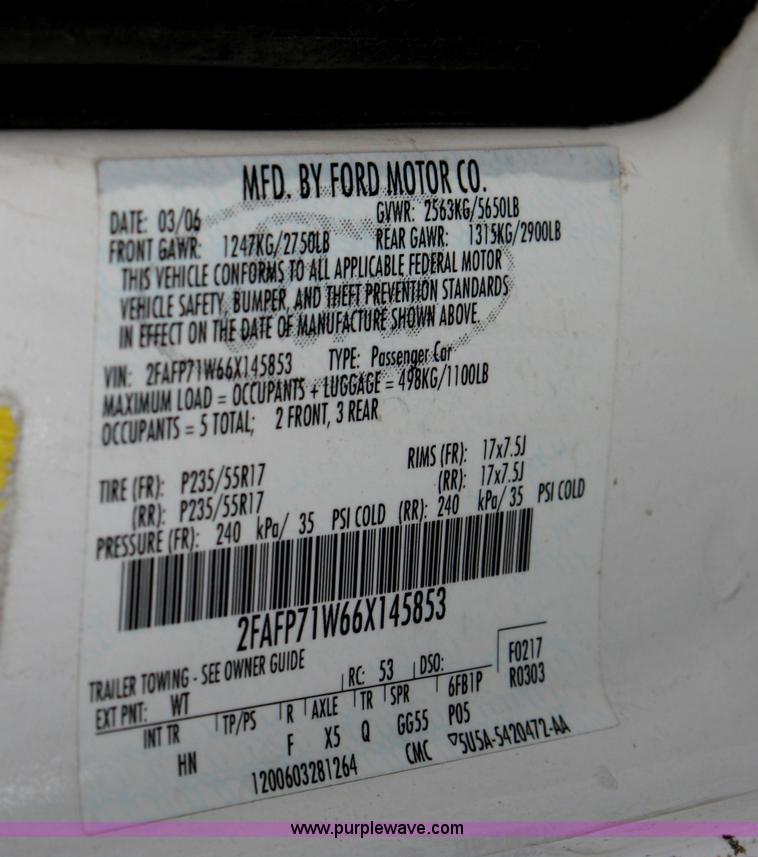 MFD. BY FORD MOTOR CO.
DATE: 03/06 GVWR: 2563KG/5650LB
FRONT GAWR: 1247KG/2750LB REAR GAWR: 1315KG/2900LB
THIS VEHICLE CONFORMS TO ALL APPLICABLE FEDERAL MOTOR
VEHICLE SAFETY, BUMPER, AND THEFT PREVENTION STANDARDS
IN EFFECT ON THE DATE OF MANUFACTURE SHOWN ABOVE.
VIN: 2FAFP71W66X145853 TYPE: Passenger Car
MAXIMUM LOAD = OCCUPANTS + LUGGAGE = 498KG/1100LB
OCCUPANTS = 5 TOTAL; 2 FRONT, 3 REAR
TIRE (FR): P235/55R17 RIMS (FR): 17x7.5J
(RR): P235/55R17 (RR): 17x7.5J
PRESSURE (FR): 240 kPa/ 35 PSI COLD (RR): 240 kPa/ 35 PSI COLD
2FAFP71W66X145853
TRAILER TOWING - SEE OWNER GUIDE F0217
EXT PNT: WT RC: 53 DSO: R0303
INT TR TP/PS R AXLE TR SPR 6FB1P
HN F X5 Q GG55 P05
1200603281264 CMC ▽5U5A-5420472-AA
www.purplewave.com